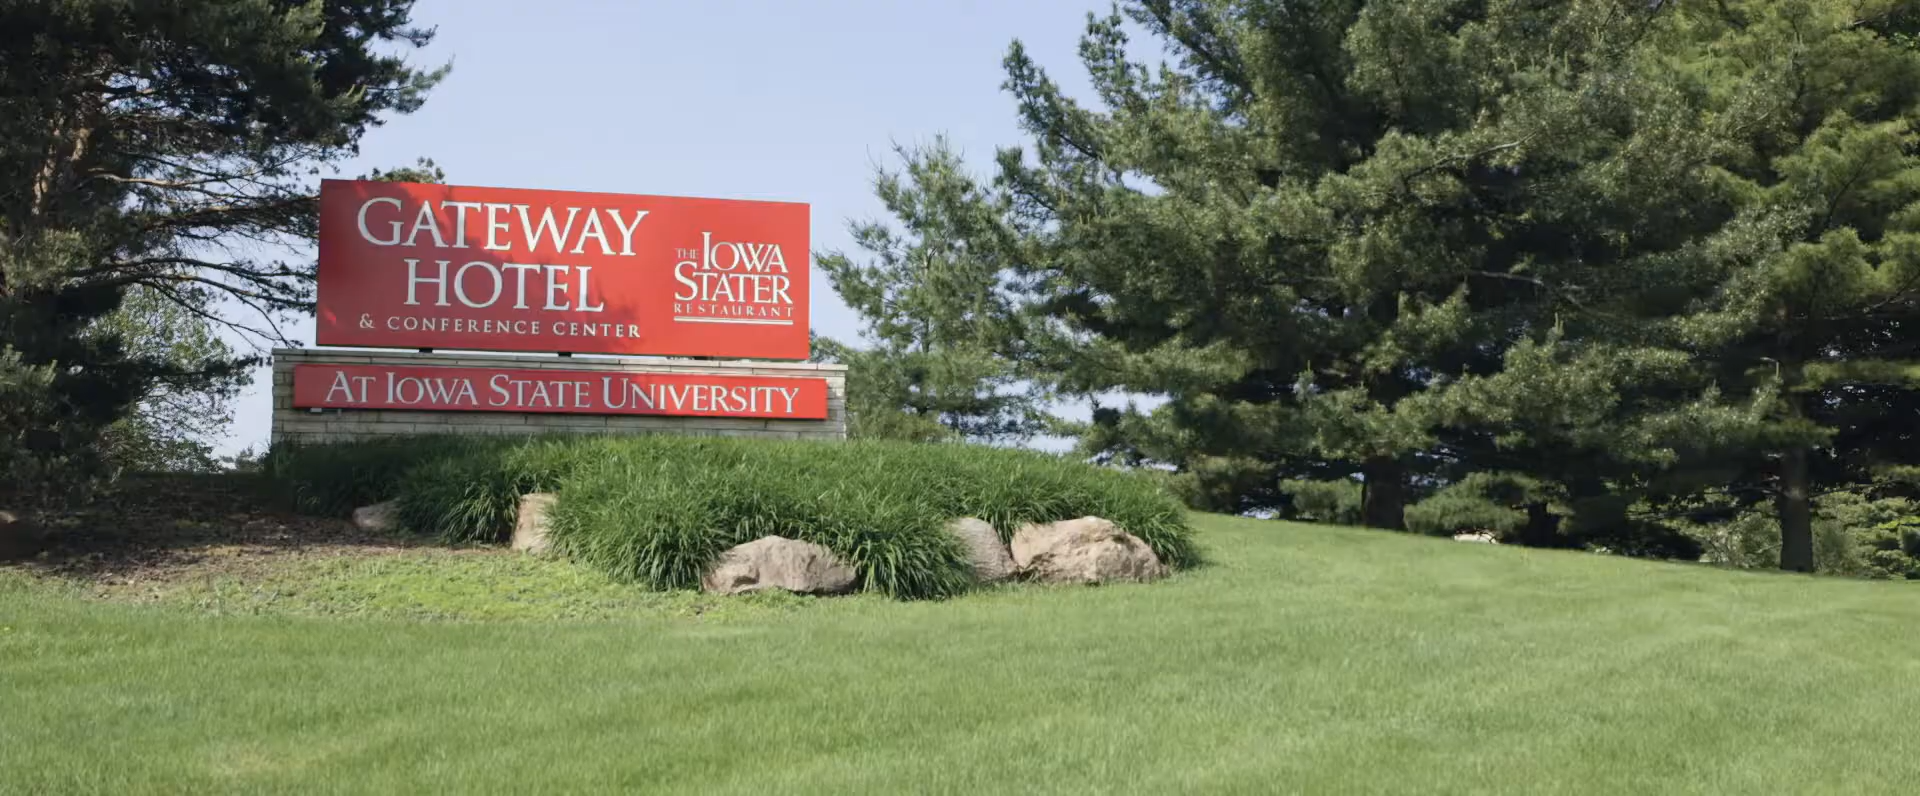 GATEWAY
HOTEL
& CONFERENCE CENTER
THE IOWA
STATER
RESTAURANT
AT IOWA STATE UNIVERSITY